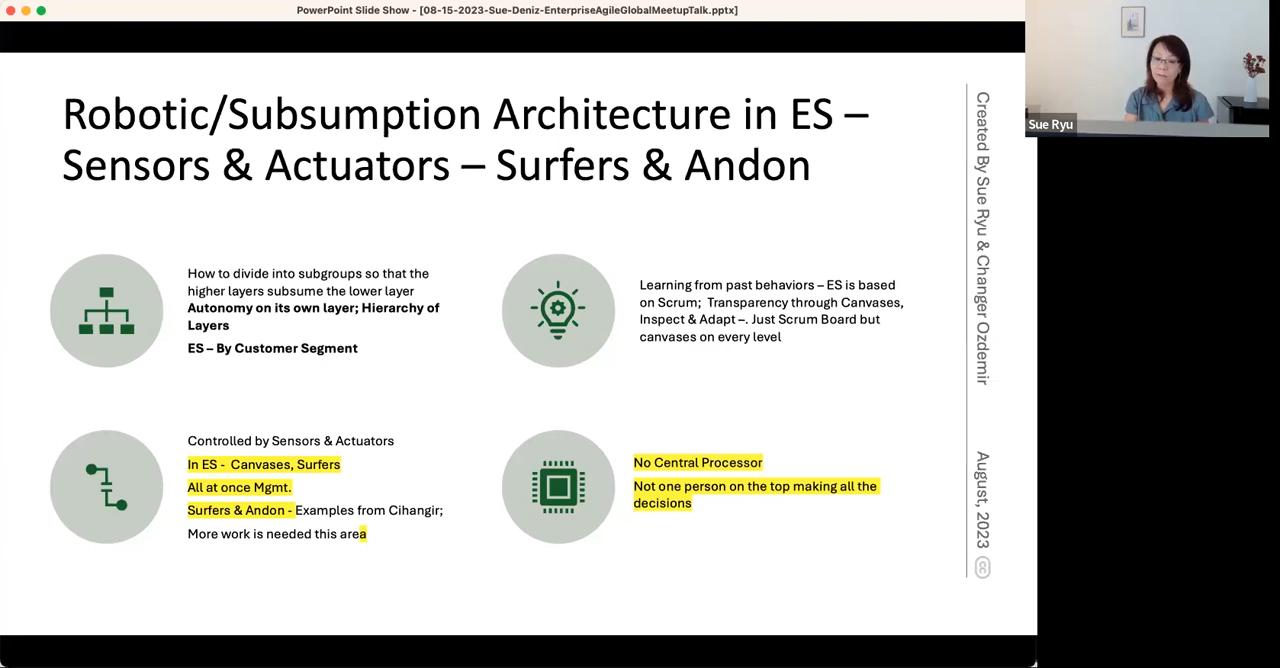 PowerPoint Slide Show - [08-15-2023-Sue-Deniz-EnterpriseAgileGlobalMeetupTalk.pptx]
Robotic/Subsumption Architecture in ES –
Sensors & Actuators – Surfers & Andon
How to divide into subgroups so that the
higher layers subsume the lower layer
Autonomy on its own layer; Hierarchy of
Layers
ES – By Customer Segment
Learning from past behaviors – ES is based
on Scrum;  Transparency through Canvases,
Inspect & Adapt –. Just Scrum Board but
canvases on every level
Controlled by Sensors & Actuators
In ES -  Canvases, Surfers
All at once Mgmt.
Surfers & Andon - Examples from Cihangir;
More work is needed this area
No Central Processor
Not one person on the top making all the
decisions
Created By Sue Ryu & Changer Ozdemir
August, 2023
cc
Sue Ryu